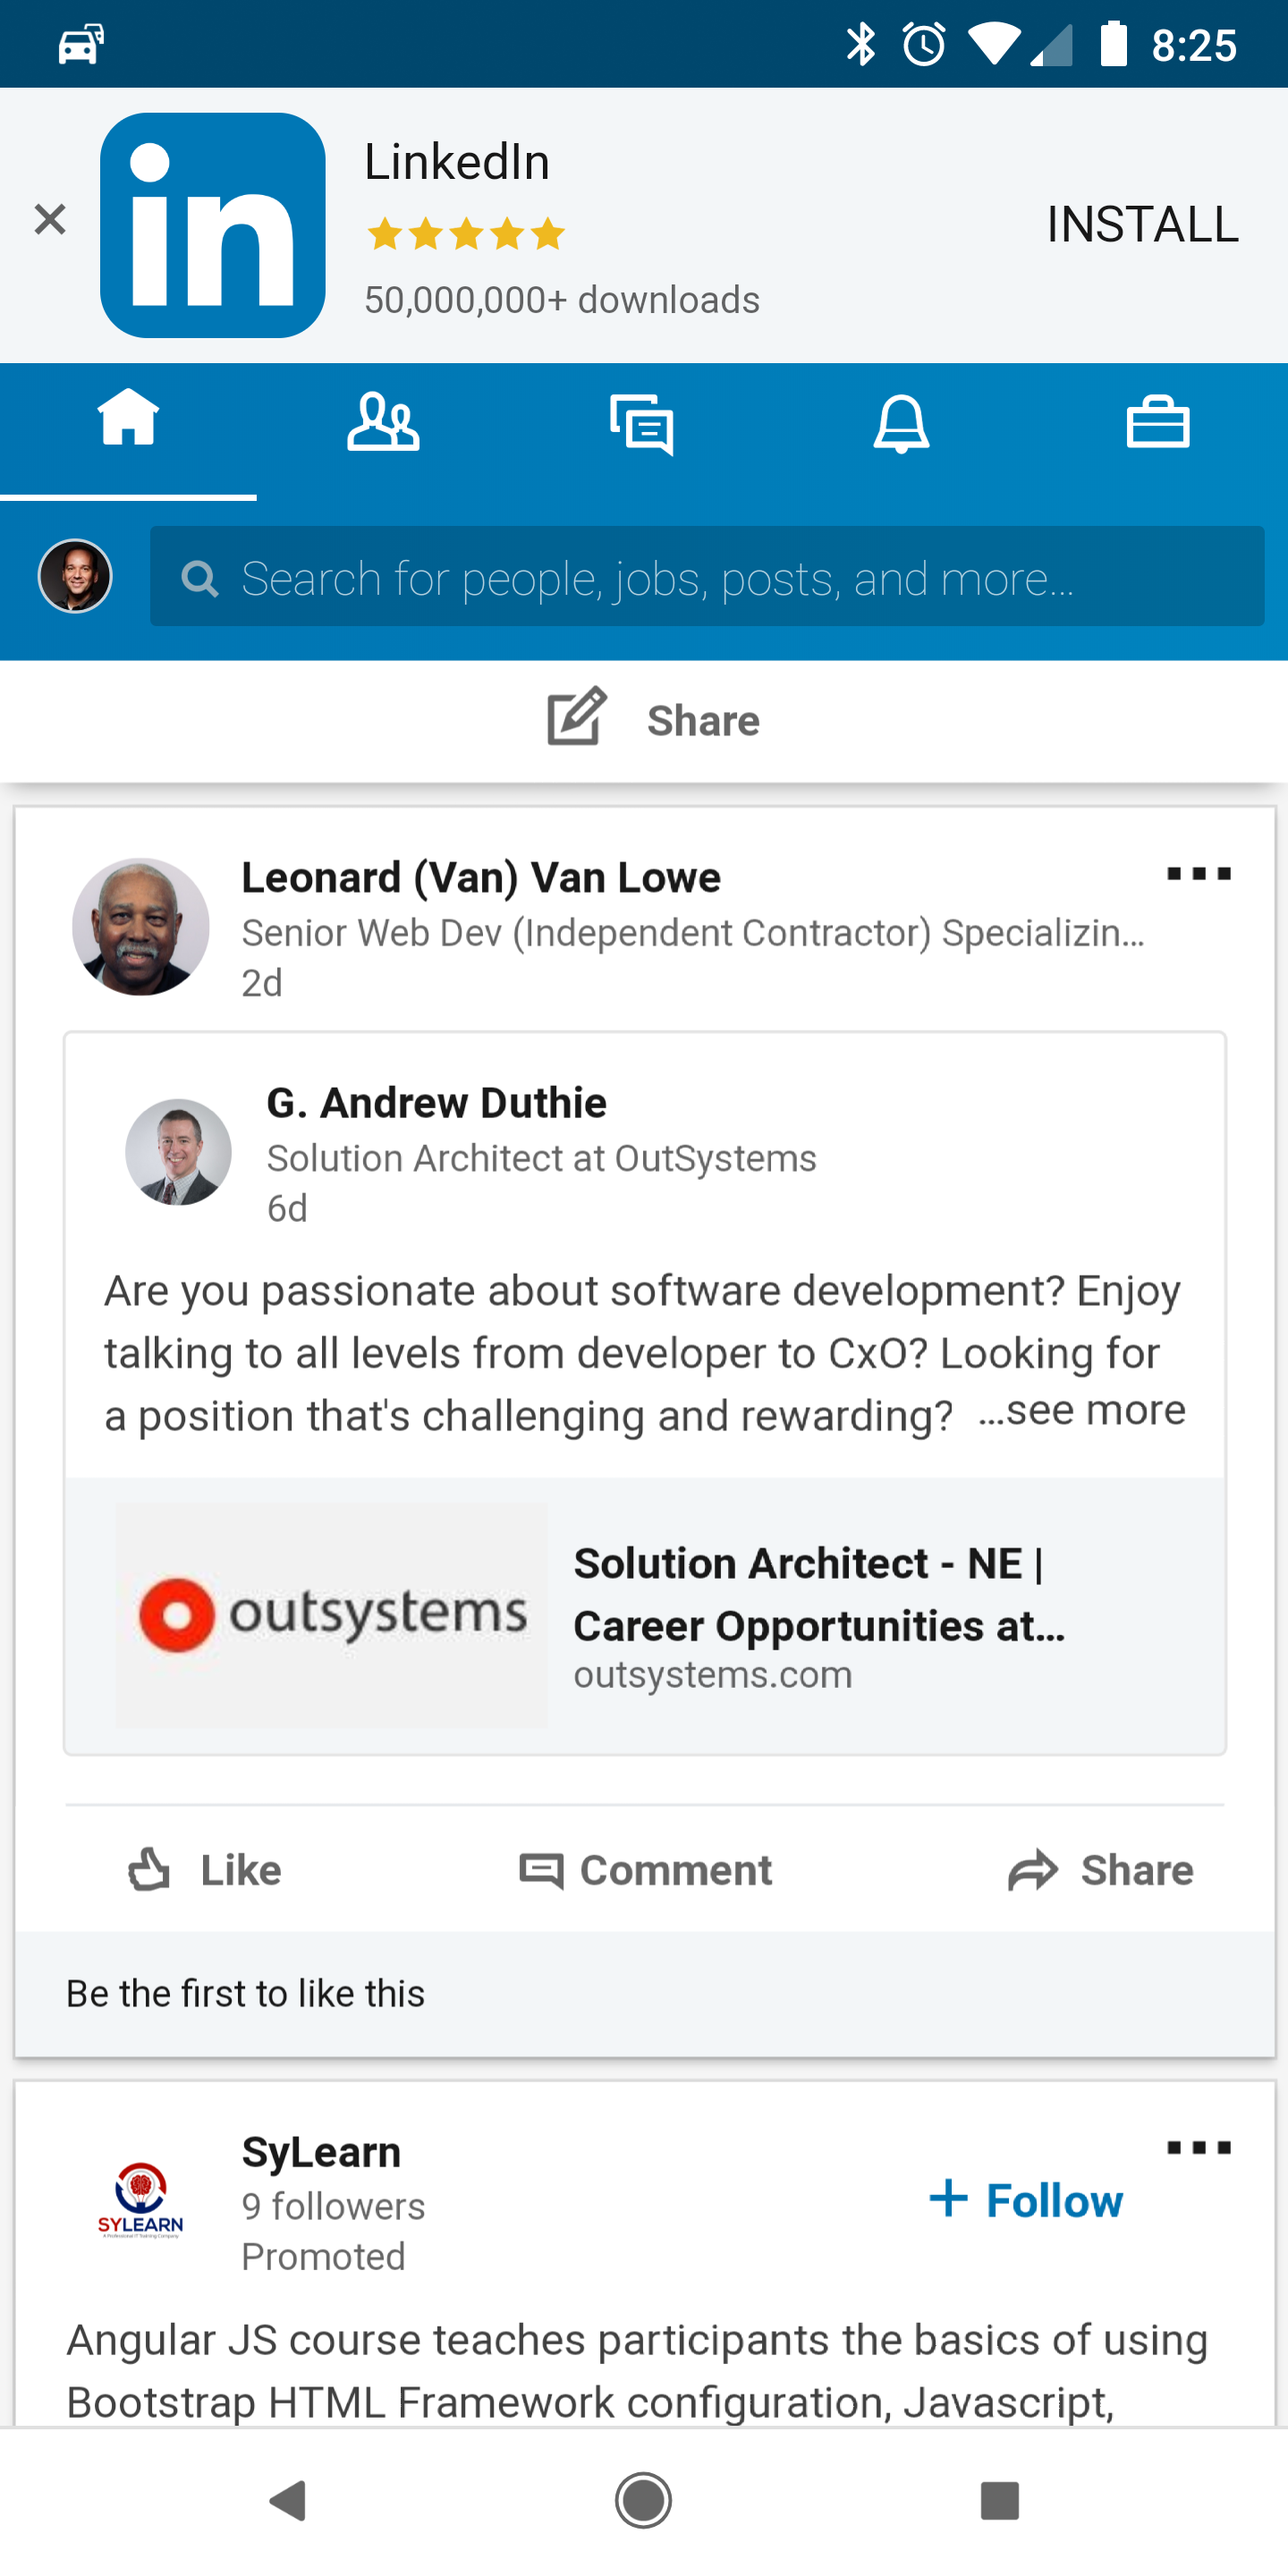 8:25
in
LinkedIn
INSTALL
50,000,000+ downloads
Search for people, jobs, posts, and more...
Share
Leonard (Van) Van Lowe
Senior Web Dev (Independent Contractor) Specializin...
2d
G. Andrew Duthie
Solution Architect at OutSystems
6d
Are you passionate about software development? Enjoy
talking to all levels from developer to CxO? Looking for
a position that's challenging and rewarding? ...see more
outsystems
Solution Architect - NE |
Career Opportunities at...
outsystems.com
Like
Comment
Share
Be the first to like this
SyLearn
9 followers
Promoted
+ Follow
SYLEARN
Angular JS course teaches participants the basics of using
Bootstrap HTML Framework configuration, Javascript,